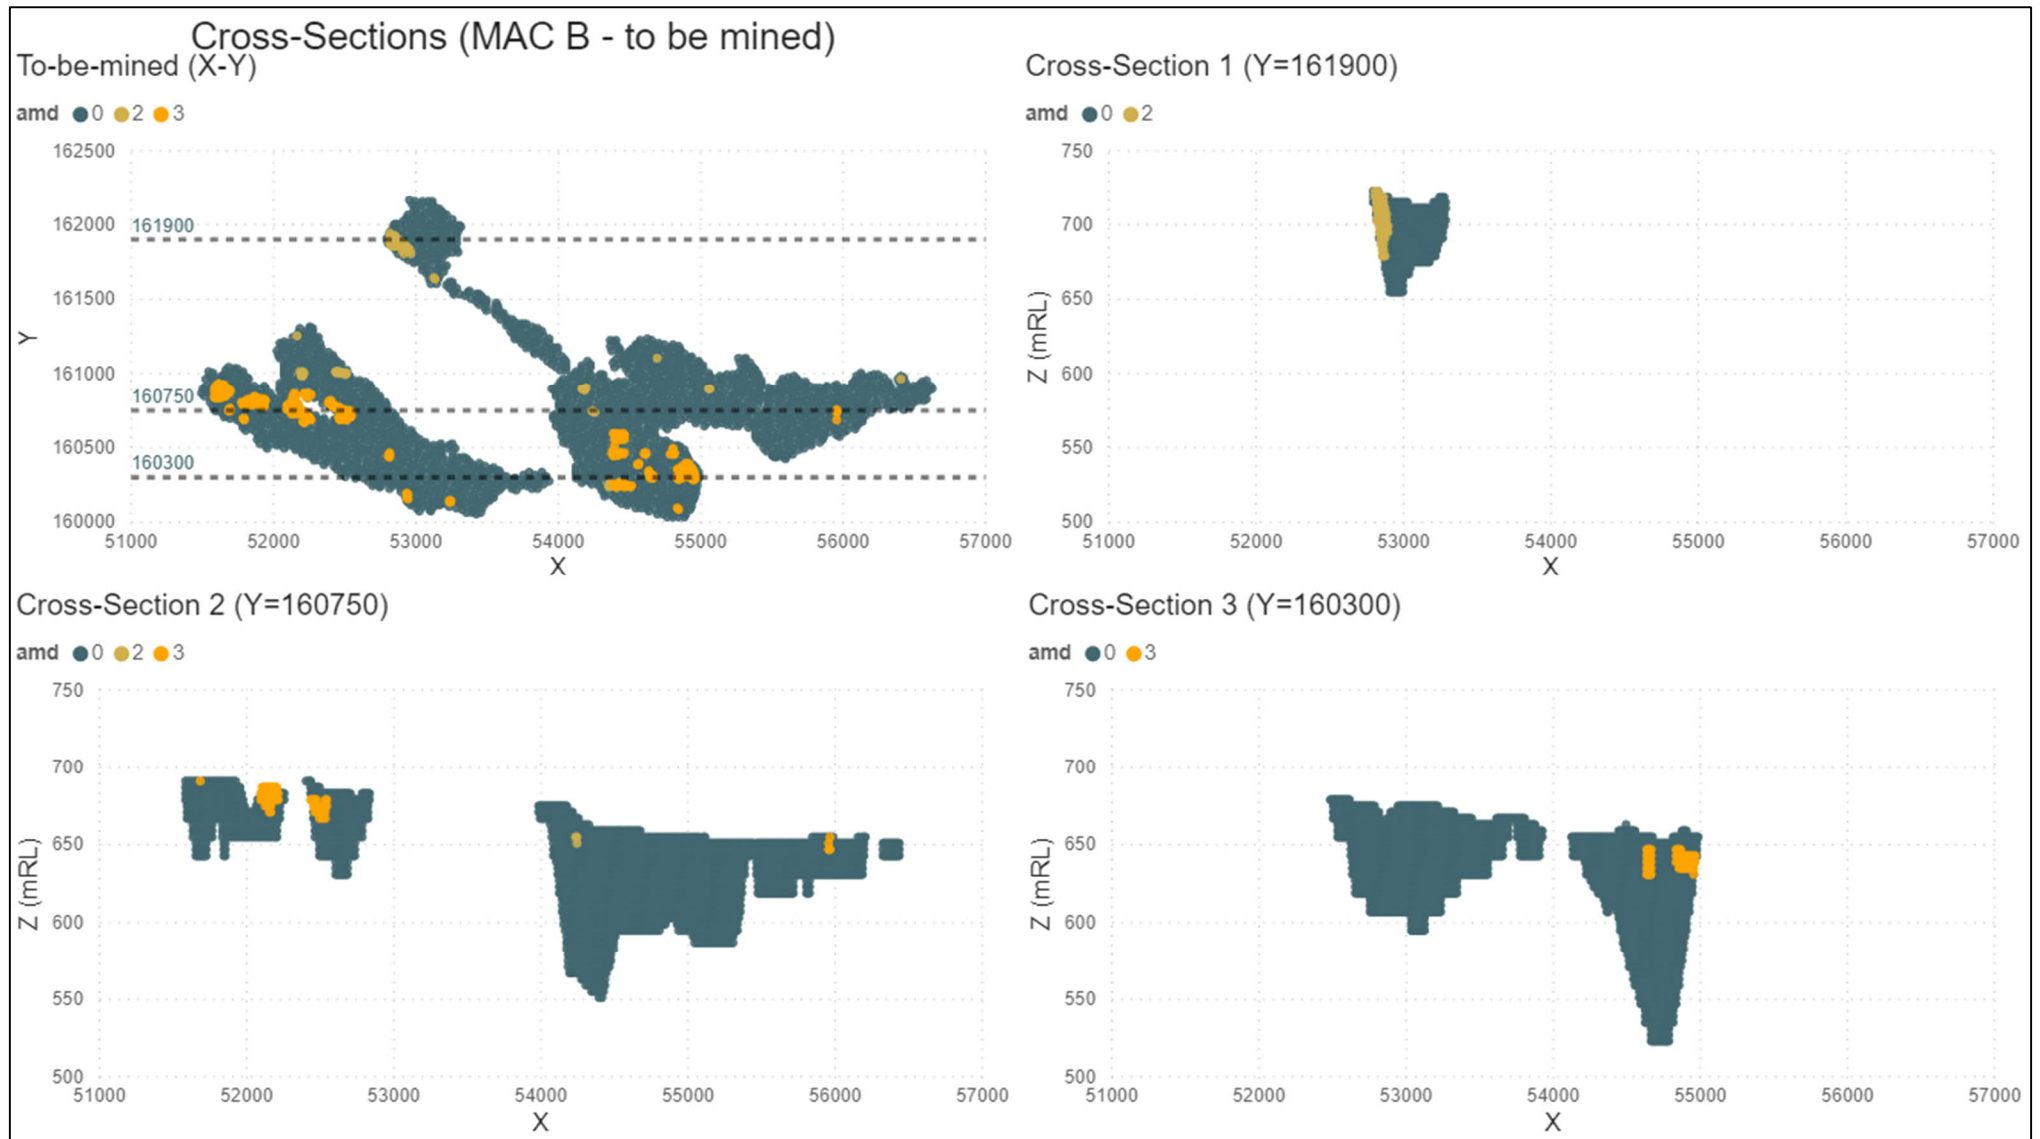 Cross-Sections (MAC B - to be mined)
To-be-mined (X-Y)
amd 0 2 3
162500
162000
161900
161500
Y
161000
160750
160500
160300
160000
51000 52000 53000 54000 55000 56000 57000
X
Cross-Section 1 (Y=161900)
amd 0 2
750
700
650
Z (mRL)
600
550
500
51000 52000 53000 54000 55000 56000 57000
X
Cross-Section 2 (Y=160750)
amd 0 2 3
750
700
650
Z (mRL)
600
550
500
51000 52000 53000 54000 55000 56000 57000
X
Cross-Section 3 (Y=160300)
amd 0 3
750
700
650
Z (mRL)
600
550
500
51000 52000 53000 54000 55000 56000 57000
X